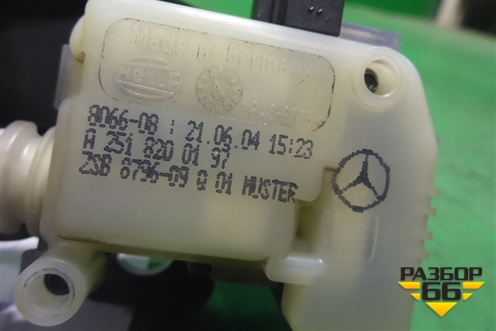 MADE IN GERMANY
HELLA
8066-08 : 21.06.04 15:23
A 251 820 01 97
ZSB 6796-09 Q 01 MUSTER
РАЗБОР
66